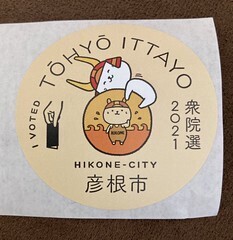 TŌHYŌ ITTAYO
I VOTED
衆院選
2021
HIKONE-CITY
彦根市